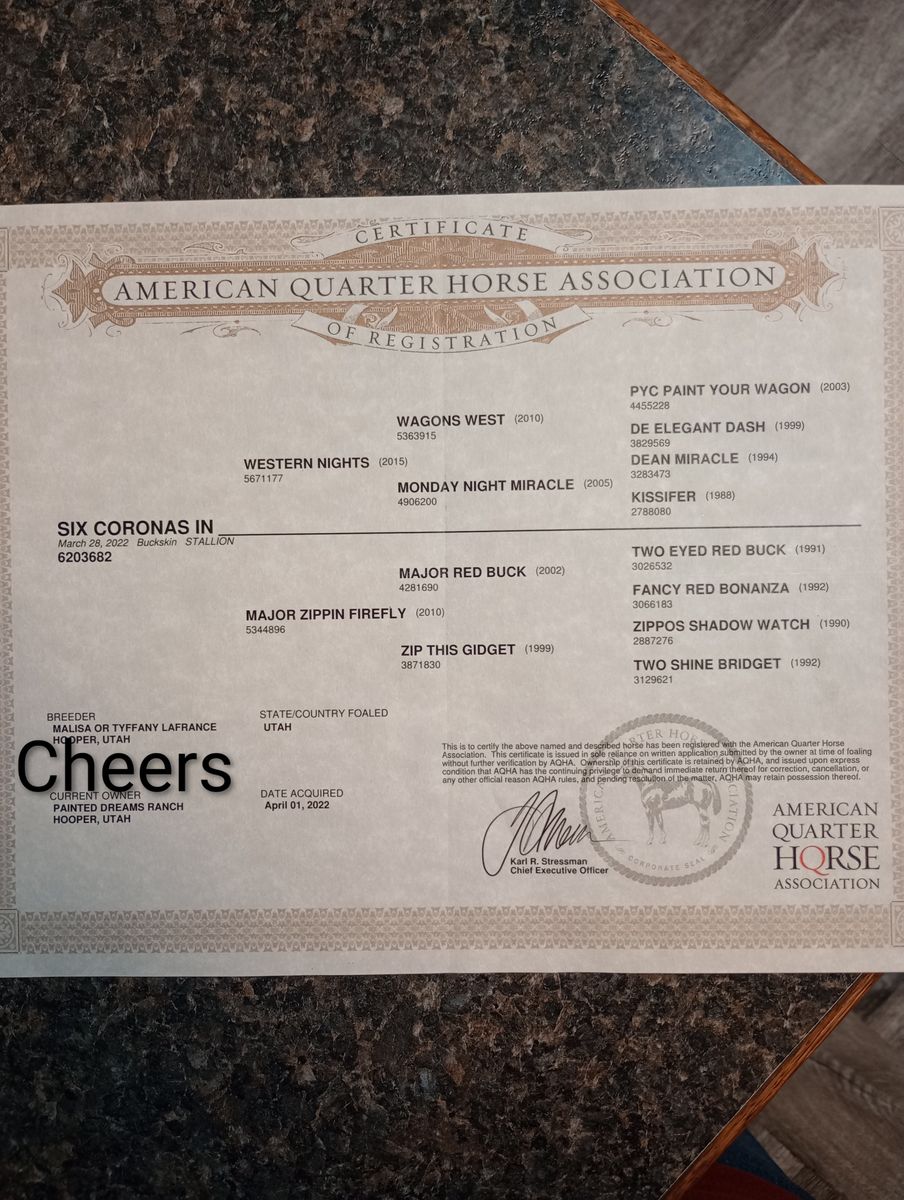 CERTIFICATE
AMERICAN QUARTER HORSE ASSOCIATION
OF REGISTRATION
PYC PAINT YOUR WAGON (2003)
4455228
WAGONS WEST (2010)
5363915
DE ELEGANT DASH (1999)
3829569
WESTERN NIGHTS (2015)
5671177
DEAN MIRACLE (1994)
3283473
MONDAY NIGHT MIRACLE (2005)
4906200
KISSIFER (1988)
2788080
SIX CORONAS IN
March 28, 2022 Buckskin STALLION
6203682
TWO EYED RED BUCK (1991)
3026532
MAJOR RED BUCK (2002)
4281690
FANCY RED BONANZA (1992)
3066183
MAJOR ZIPPIN FIREFLY (2010)
5344896
ZIPPOS SHADOW WATCH (1990)
2887276
ZIP THIS GIDGET (1999)
3871830
TWO SHINE BRIDGET (1992)
3129621
BREEDER
MALISA OR TYFFANY LAFRANCE
HOOPER, UTAH
STATE/COUNTRY FOALED
UTAH
Cheers
CURRENT OWNER
PAINTED DREAMS RANCH
HOOPER, UTAH
DATE ACQUIRED
April 01, 2022
This is to certify the above named and described horse has been registered with the American Quarter Horse
Association. This certificate is issued in sole reliance on written application submitted by the owner at time of foaling
without further verification by AQHA. Ownership of this certificate is retained by AQHA, and issued upon express
condition that AQHA has the continuing privilege to demand immediate return thereof for correction, cancellation, or
any other official reason AQHA rules, and pending resolution of the matter, AQHA may retain possession thereof.
Karl R. Stressman
Chief Executive Officer
AMERICAN QUARTER HORSE ASSOCIATION
CORPORATE SEAL
AMERICAN
QUARTER
HORSE
ASSOCIATION